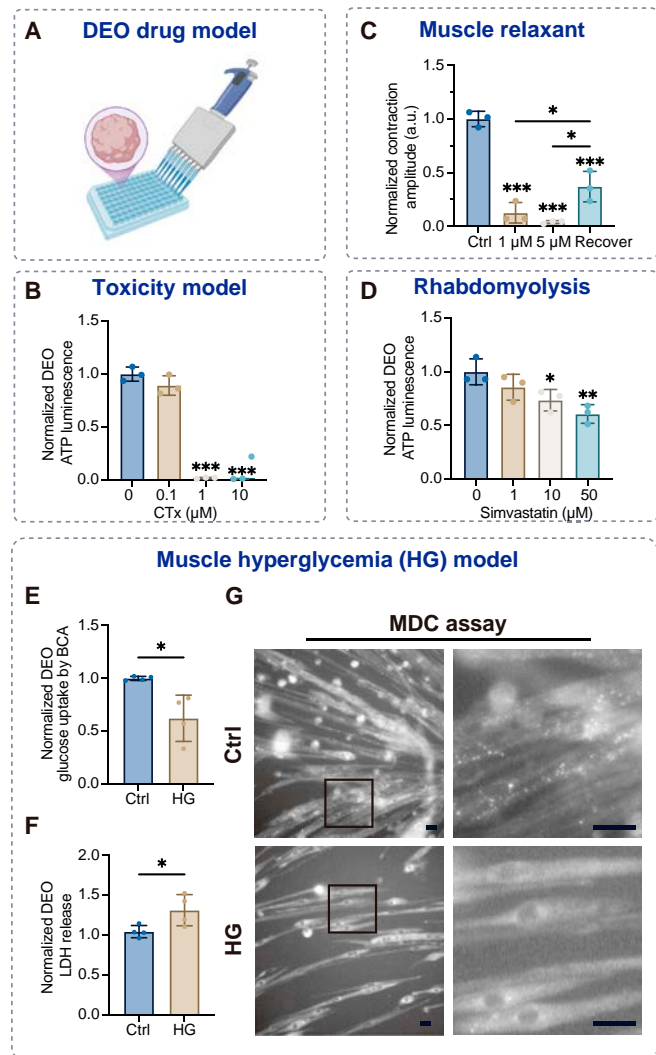 A
DEO drug model
C
Muscle relaxant
Normalized contraction
amplitude (a.u.)
1.5
1.0
0.5
0.0
*
*
***
***
***
Ctrl 1 µM 5 µM Recover
B
Toxicity model
Normalized DEO
ATP luminescence
1.5
1.0
0.5
0.0
***
***
0 0.1 1 10
CTx (µM)
D
Rhabdomyolysis
Normalized DEO
ATP luminescence
1.5
1.0
0.5
0.0
*
**
0 1 10 50
Simvastatin (µM)
Muscle hyperglycemia (HG) model
E
Normalized DEO
glucose uptake by BCA
1.5
1.0
0.5
0.0
*
Ctrl HG
F
Normalized DEO
LDH release
2.0
1.5
1.0
0.5
0.0
*
Ctrl HG
G
MDC assay
Ctrl
HG